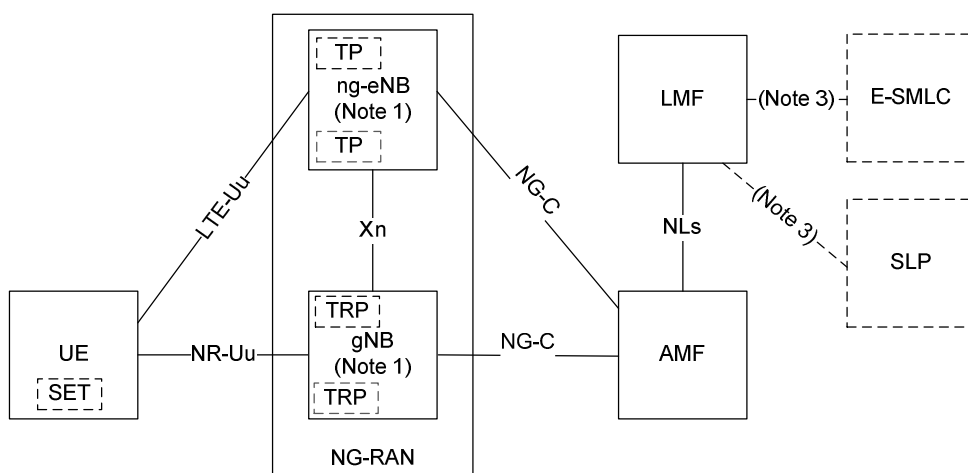 TP
ng-eNB
(Note 1)
TP
LMF
(Note 3)
E-SMLC
LTE-Uu
Xn
NG-C
NLs
(Note 3)
SLP
UE
SET
NR-Uu
TRP
gNB
(Note 1)
TRP
NG-C
AMF
NG-RAN